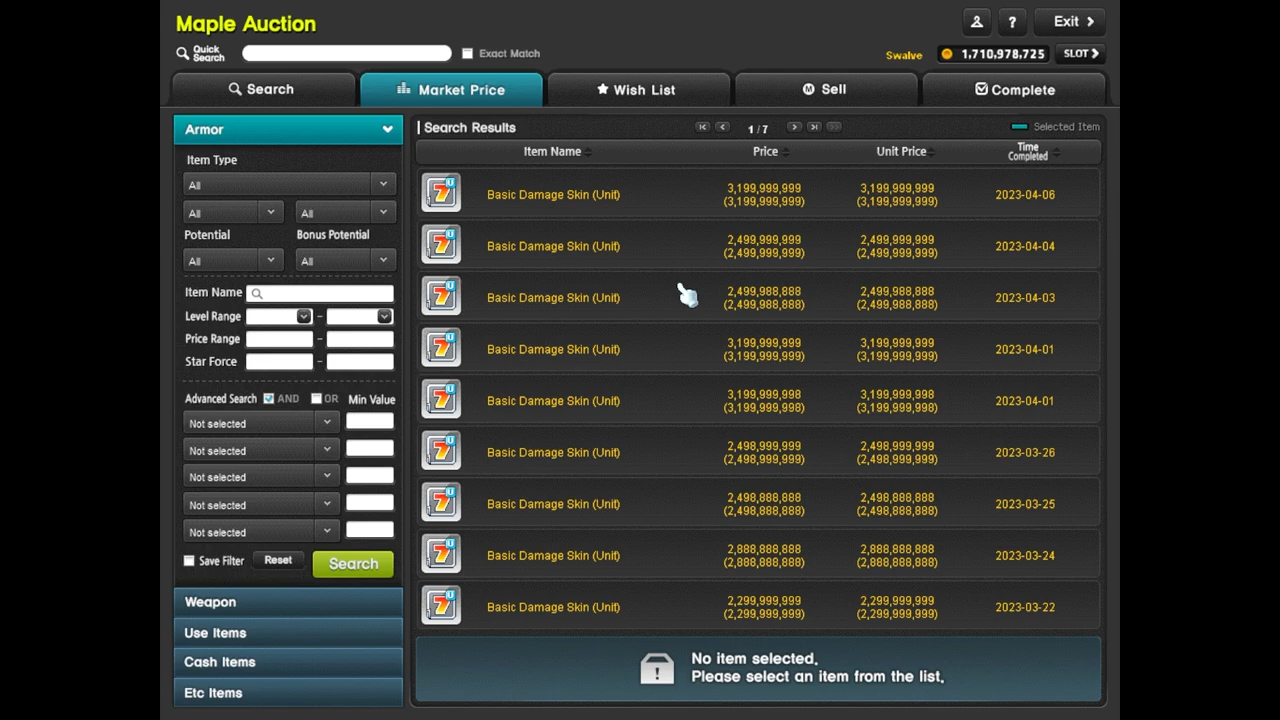 Maple Auction
? Exit
Quick Search Exact Match
Swalve 1,710,978,725 SLOT
Search Market Price Wish List Sell Complete
Armor
Item Type
All
All All
Potential Bonus Potential
All All
Item Name
Level Range –
Price Range –
Star Force –
Advanced Search AND OR Min Value
Not selected
Not selected
Not selected
Not selected
Not selected
Save Filter Reset Search
Weapon
Use Items
Cash Items
Etc Items
Search Results 1 / 7 Selected Item
Item Name Price Unit Price Time Completed
Basic Damage Skin (Unit) 3,199,999,999 3,199,999,999 2023-04-06
(3,199,999,999) (3,199,999,999)
Basic Damage Skin (Unit) 2,499,999,999 2,499,999,999 2023-04-04
(2,499,999,999) (2,499,999,999)
Basic Damage Skin (Unit) 2,499,988,888 2,499,988,888 2023-04-03
(2,499,988,888) (2,499,988,888)
Basic Damage Skin (Unit) 3,199,999,999 3,199,999,999 2023-04-01
(3,199,999,999) (3,199,999,999)
Basic Damage Skin (Unit) 3,199,999,998 3,199,999,998 2023-04-01
(3,199,999,998) (3,199,999,998)
Basic Damage Skin (Unit) 2,498,999,999 2,498,999,999 2023-03-26
(2,498,999,999) (2,498,999,999)
Basic Damage Skin (Unit) 2,498,888,888 2,498,888,888 2023-03-25
(2,498,888,888) (2,498,888,888)
Basic Damage Skin (Unit) 2,888,888,888 2,888,888,888 2023-03-24
(2,888,888,888) (2,888,888,888)
Basic Damage Skin (Unit) 2,299,999,999 2,299,999,999 2023-03-22
(2,299,999,999) (2,299,999,999)
No item selected.
Please select an item from the list.